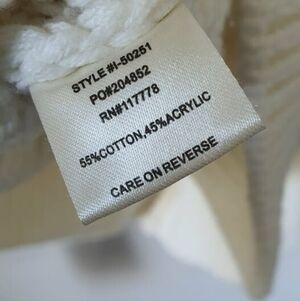 STYLE #I-50251
PO#204852
RN#117778
55%COTTON,45%ACRYLIC
CARE ON REVERSE